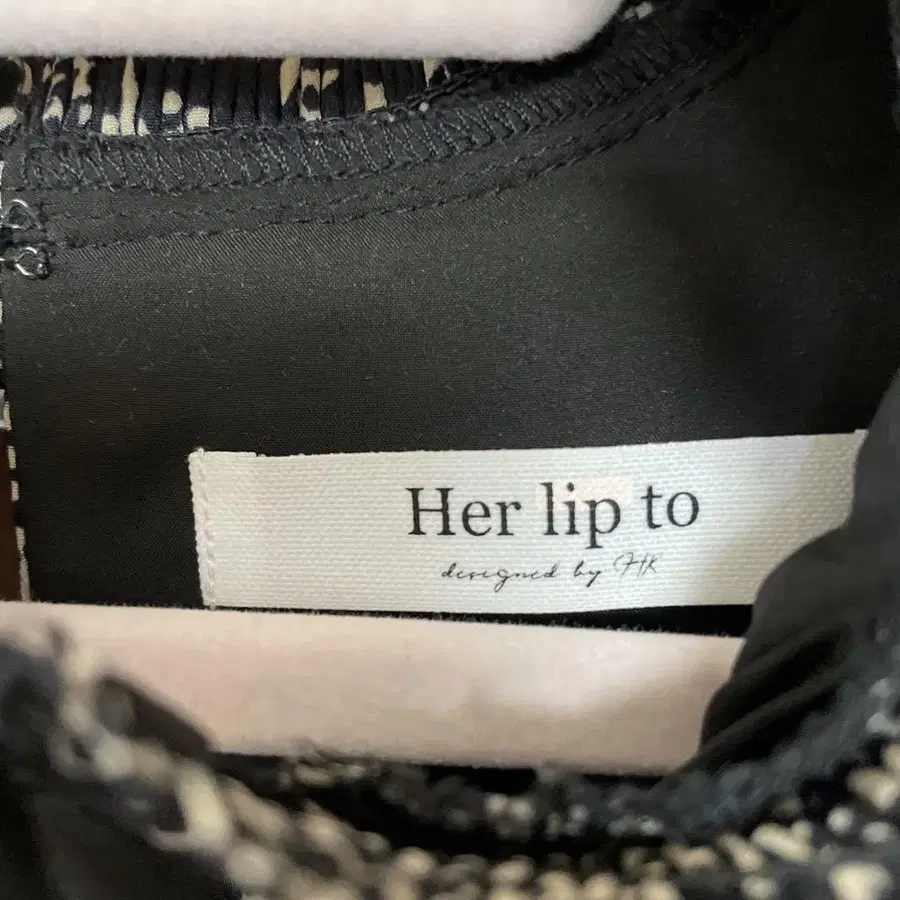 Her lip to
designed by HK